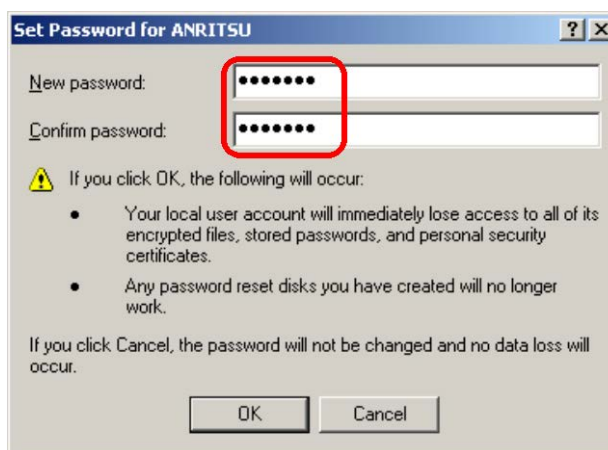 Set Password for ANRITSU
New password: •••••••
Confirm password: •••••••
If you click OK, the following will occur:
• Your local user account will immediately lose access to all of its
encrypted files, stored passwords, and personal security
certificates.
• Any password reset disks you have created will no longer
work.
If you click Cancel, the password will not be changed and no data loss will
occur.
OK Cancel